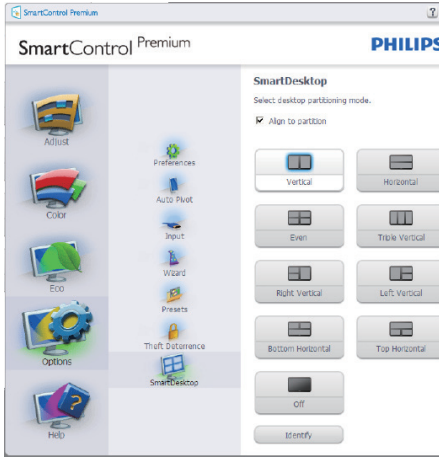 SmartControl Premium
?
SmartControl Premium
PHILIPS
Adjust
Color
Eco
Options
Help
Preferences
Auto Pivot
Input
Wizard
Presets
Theft Deterrence
SmartDesktop
SmartDesktop
Select desktop partitioning mode.
Align to partition
Vertical
Horizontal
Even
Triple Vertical
Right Vertical
Left Vertical
Bottom Horizontal
Top Horizontal
Off
Identify